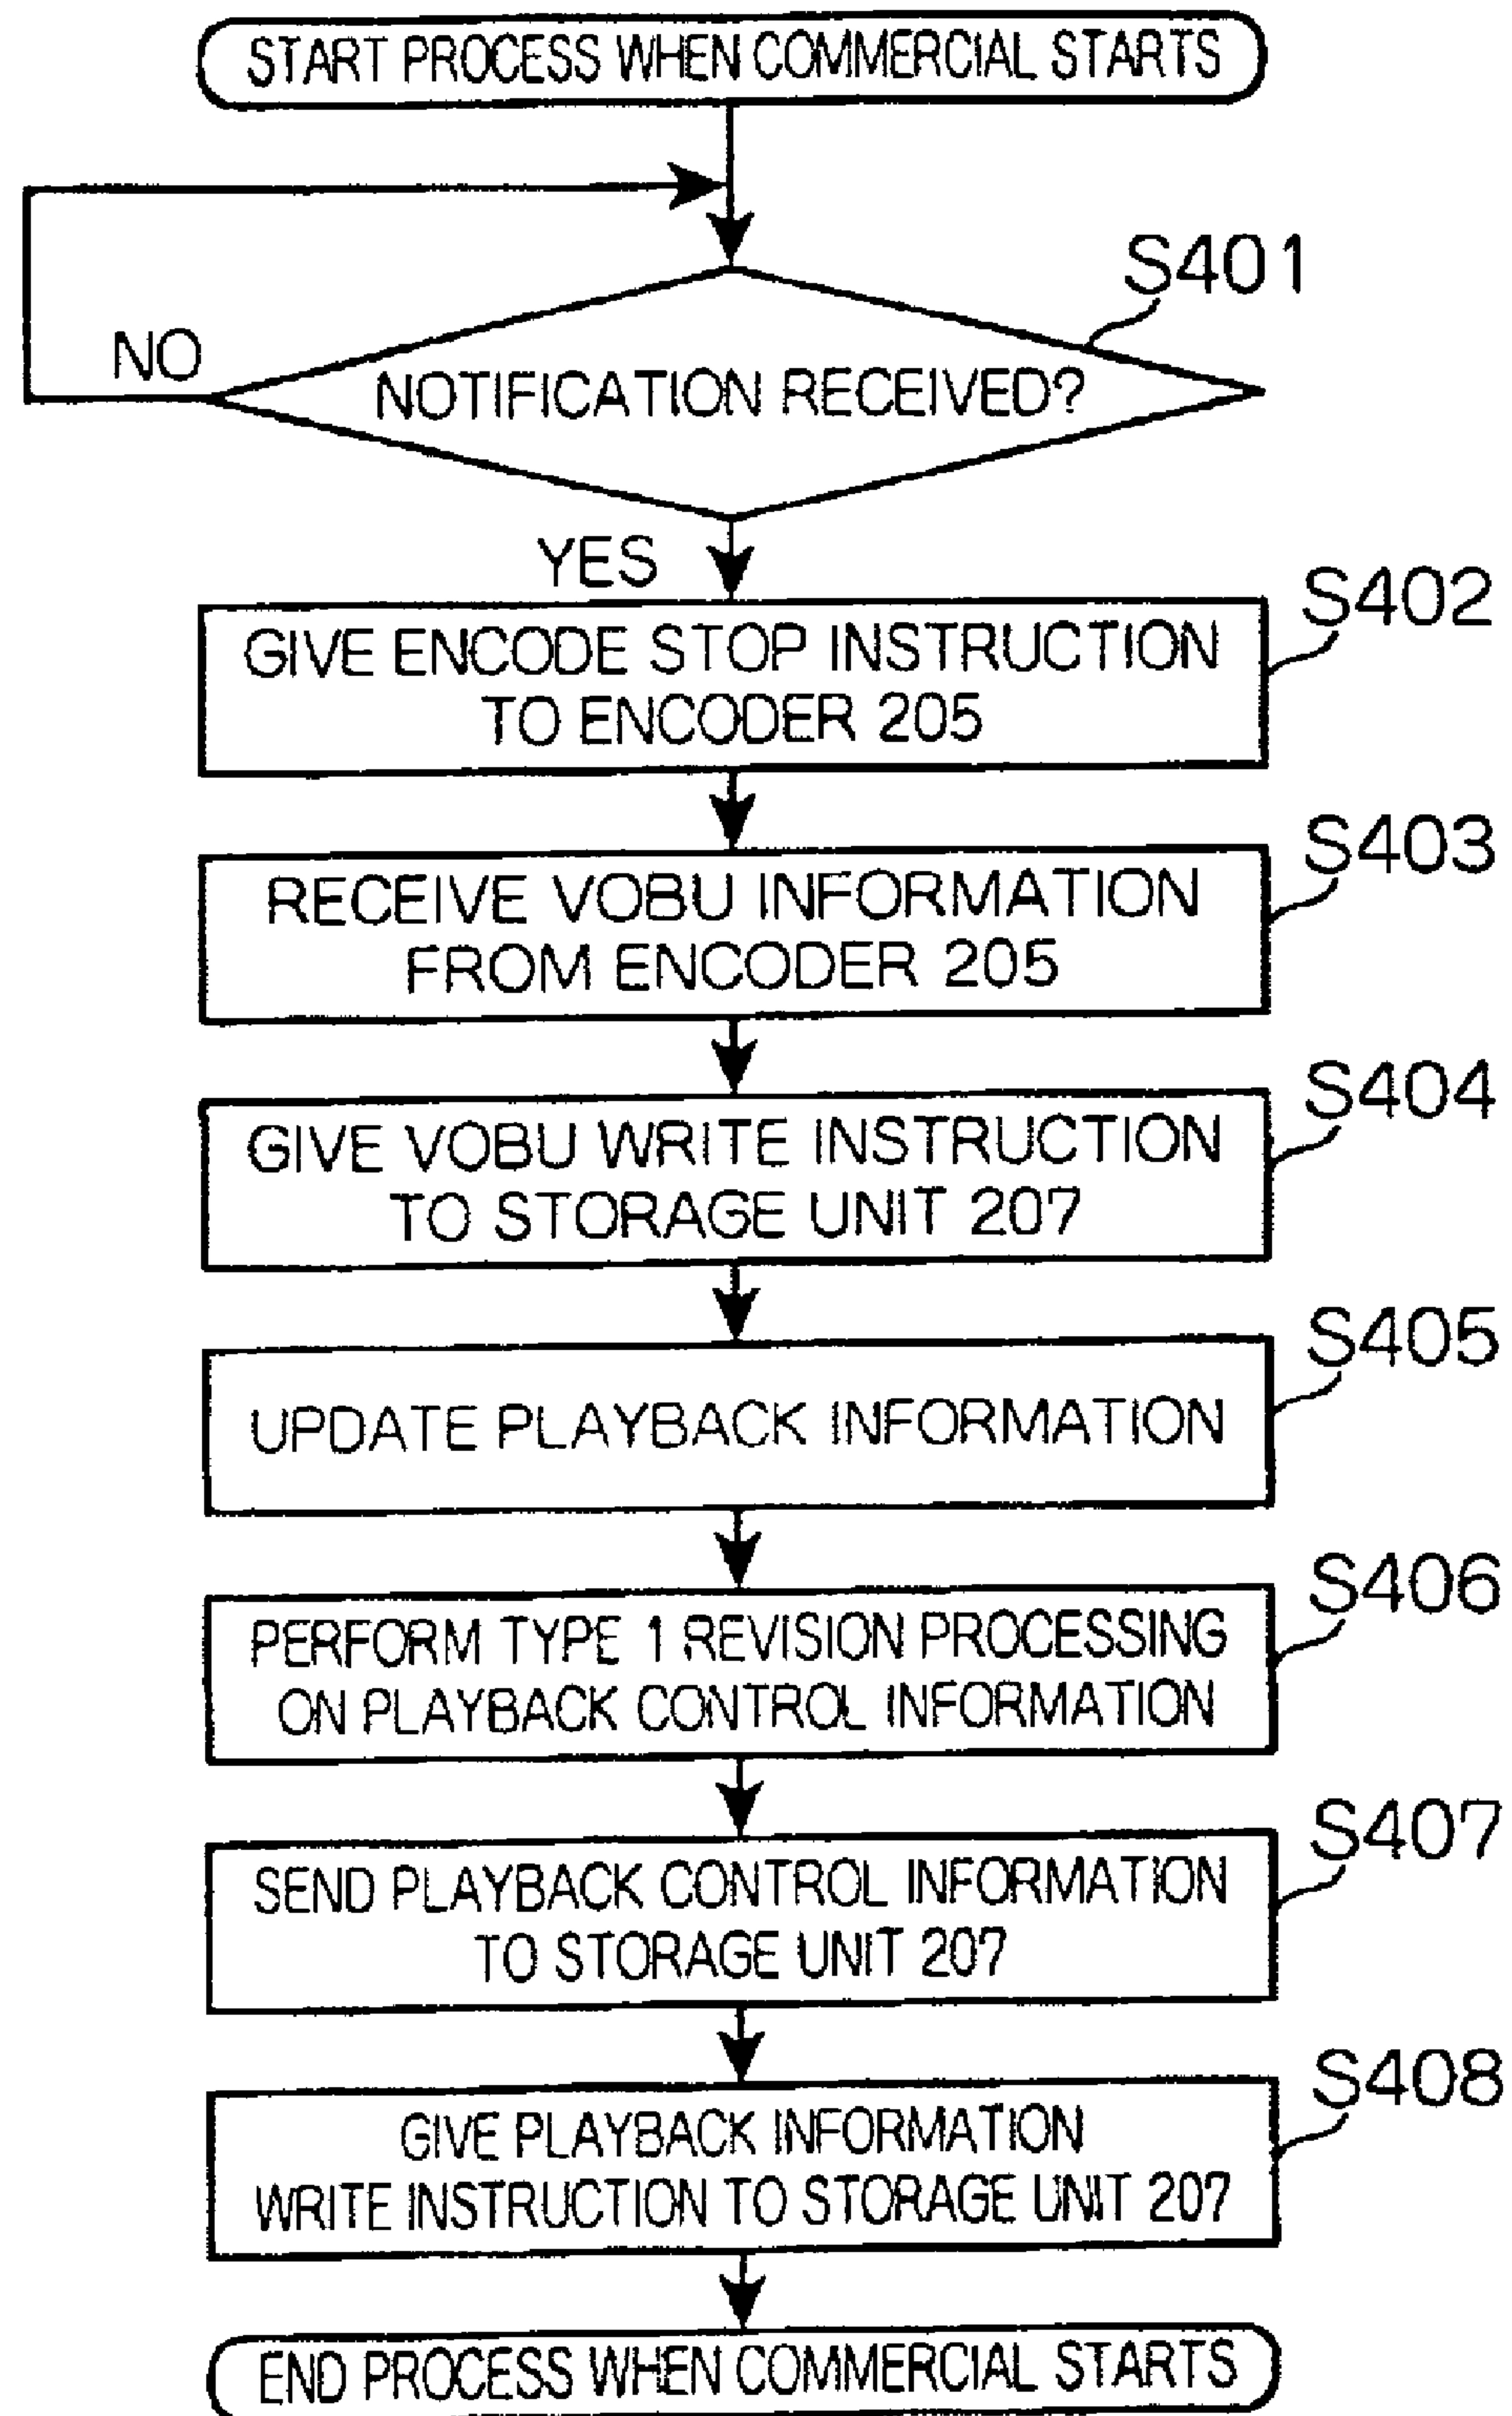 START PROCESS WHEN COMMERCIAL STARTS
S401
NO
NOTIFICATION RECEIVED?
YES
S402
GIVE ENCODE STOP INSTRUCTION
TO ENCODER 205
S403
RECEIVE VOBU INFORMATION
FROM ENCODER 205
S404
GIVE VOBU WRITE INSTRUCTION
TO STORAGE UNIT 207
S405
UPDATE PLAYBACK INFORMATION
S406
PERFORM TYPE 1 REVISION PROCESSING
ON PLAYBACK CONTROL INFORMATION
S407
SEND PLAYBACK CONTROL INFORMATION
TO STORAGE UNIT 207
S408
GIVE PLAYBACK INFORMATION
WRITE INSTRUCTION TO STORAGE UNIT 207
END PROCESS WHEN COMMERCIAL STARTS